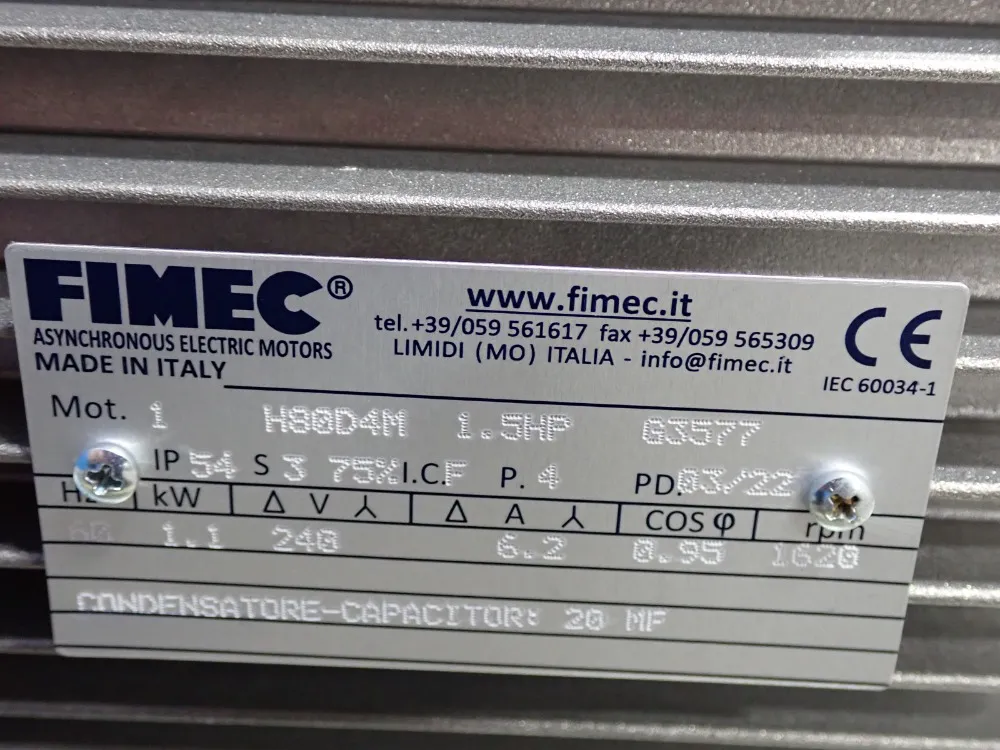 FIMEC®
ASYNCHRONOUS ELECTRIC MOTORS
MADE IN ITALY
www.fimec.it
tel.+39/059 561617 fax +39/059 565309
LIMIDI (MO) ITALIA - info@fimec.it
CE
IEC 60034-1
Mot. 1 H80D4M 1.5HP G3577
IP 54 S 3 75% I.C.F P. 4 PD.03/22
kW Δ V ⅄ Δ A ⅄ COS φ rpm
60 1.1 240 6.2 0.95 1620
CONDENSATORE-CAPACITOR: 20 MF